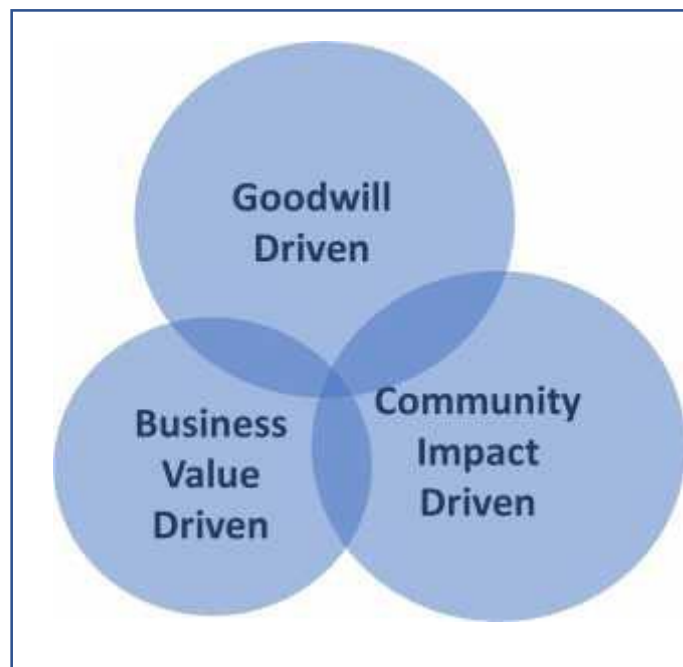 Goodwill
Driven
Business
Value
Driven
Community
Impact
Driven